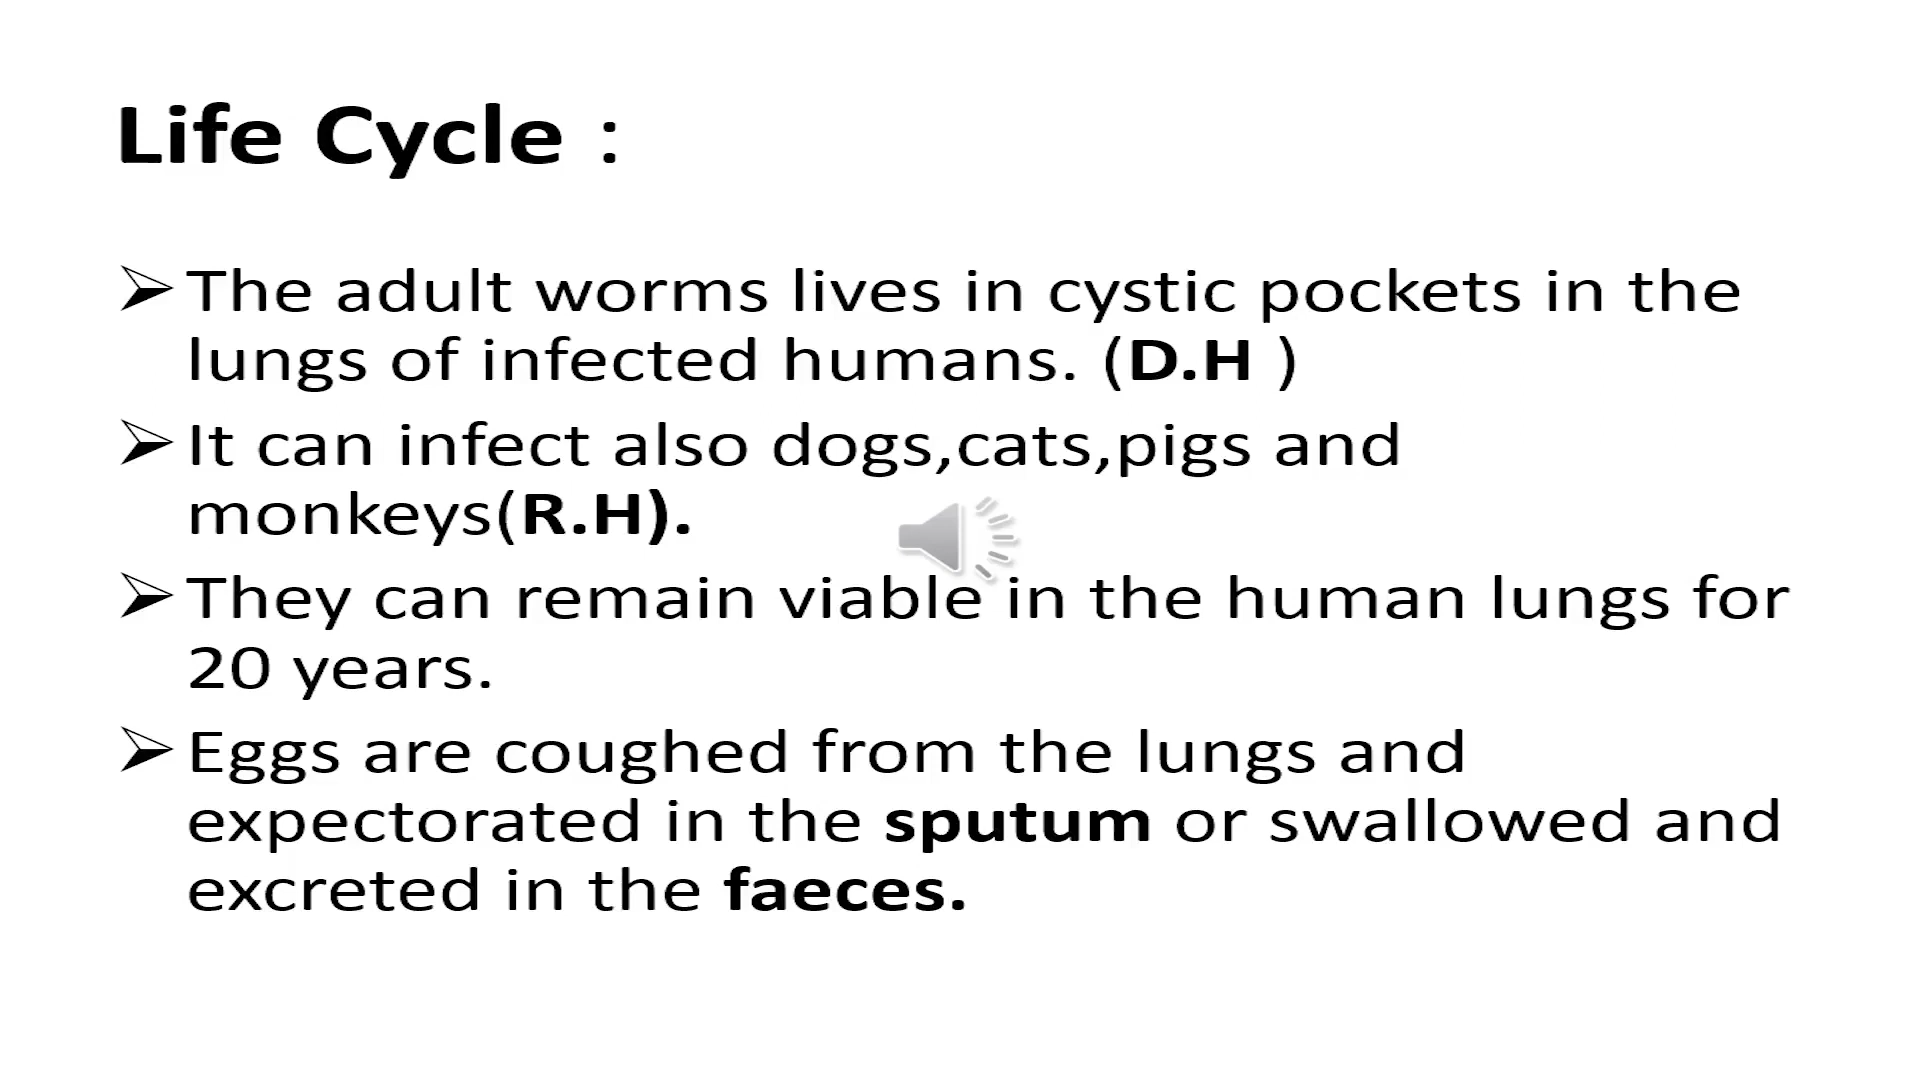 Life Cycle :
The adult worms lives in cystic pockets in the
lungs of infected humans. (D.H )
It can infect also dogs,cats,pigs and
monkeys(R.H).
They can remain viable in the human lungs for
20 years.
Eggs are coughed from the lungs and
expectorated in the sputum or swallowed and
excreted in the faeces.